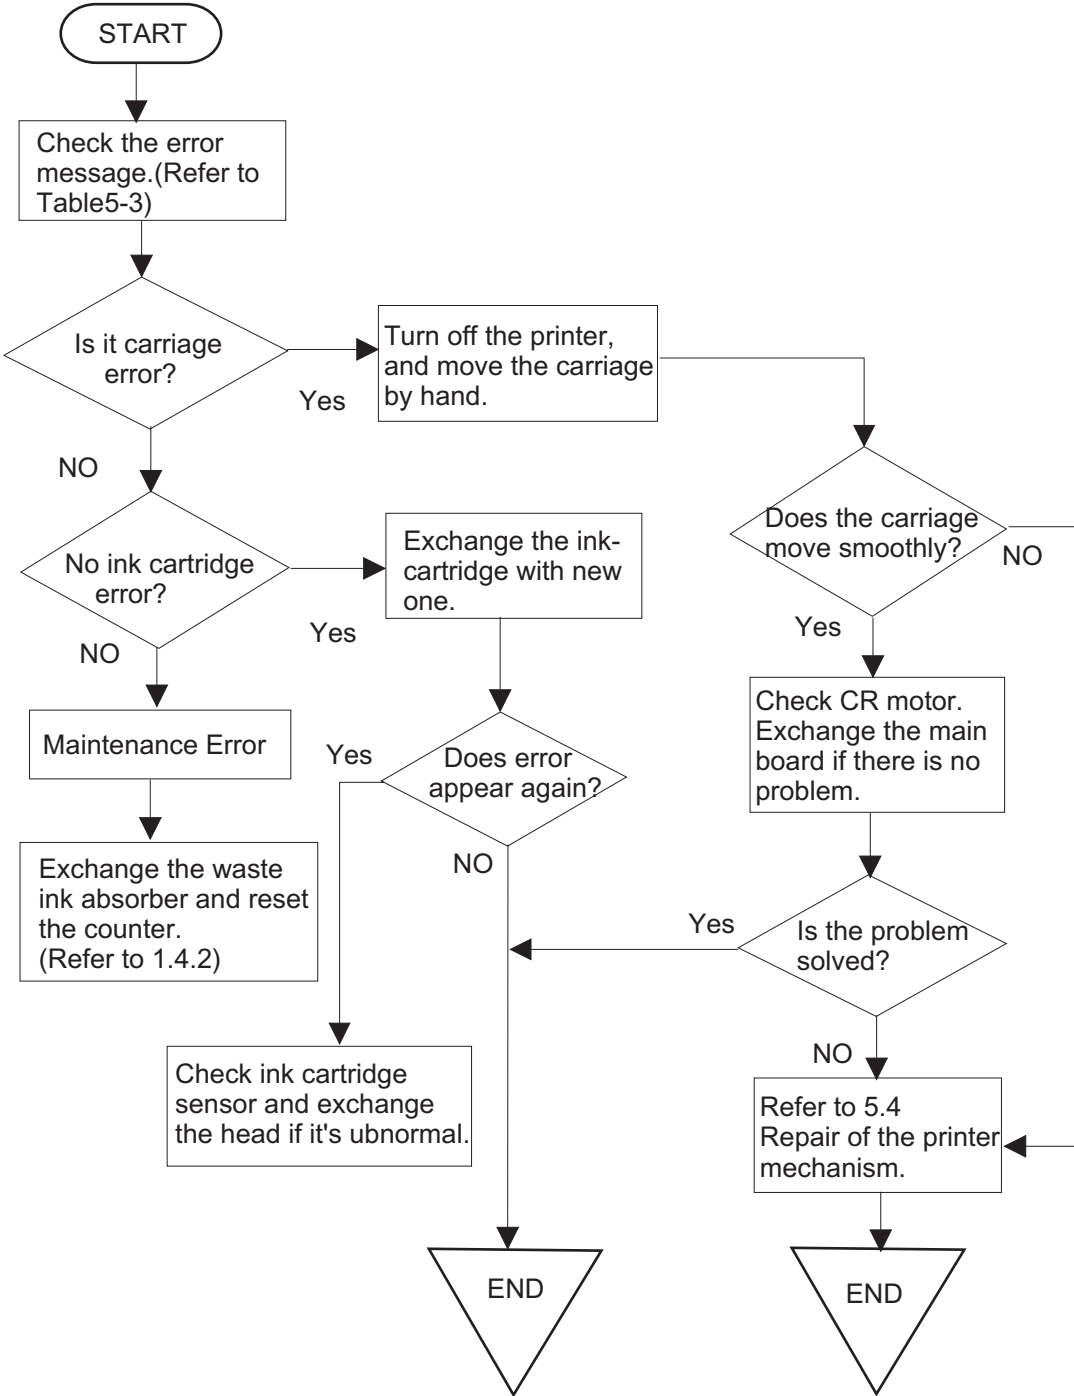 START
Check the error
message.(Refer to
Table5-3)
Is it carriage
error?
Yes
Turn off the printer,
and move the carriage
by hand.
NO
Does the carriage
move smoothly?
NO
No ink cartridge
error?
Yes
Exchange the ink-
cartridge with new
one.
Yes
NO
Check CR motor.
Exchange the main
board if there is no
problem.
Maintenance Error
Yes
Does error
appear again?
NO
Exchange the waste
ink absorber and reset
the counter.
(Refer to 1.4.2)
Yes
Is the problem
solved?
NO
Check ink cartridge
sensor and exchange
the head if it's ubnormal.
Refer to 5.4
Repair of the printer
mechanism.
END
END